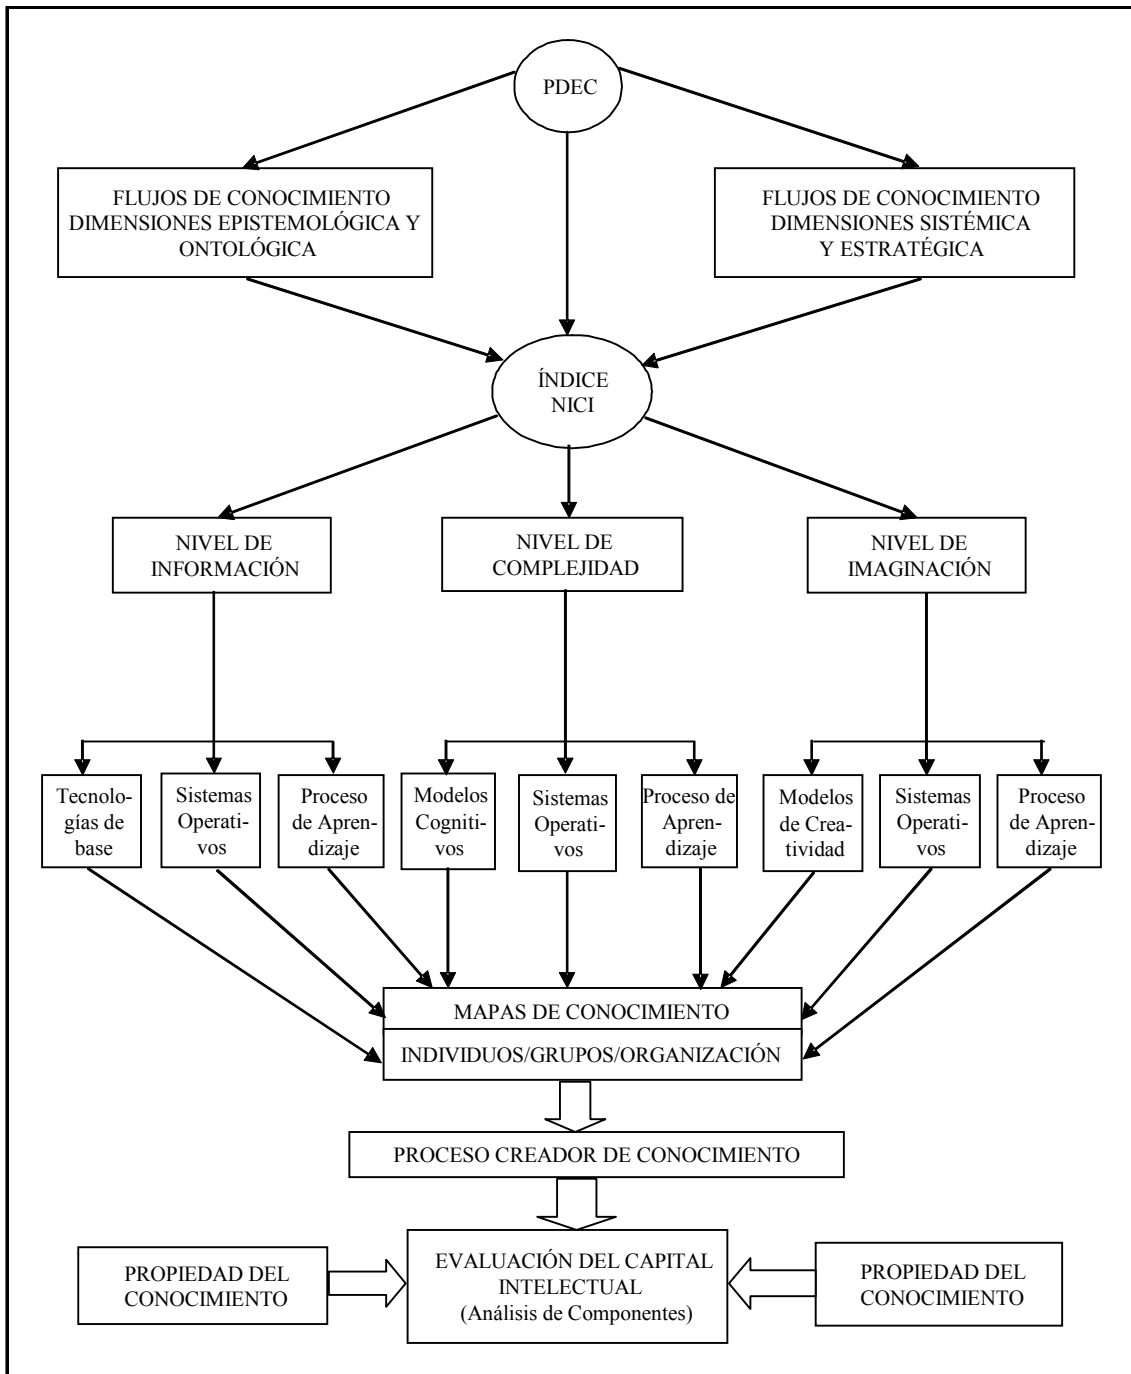 PDEC
FLUJOS DE CONOCIMIENTO
DIMENSIONES EPISTEMOLÓGICA Y
ONTOLÓGICA
FLUJOS DE CONOCIMIENTO
DIMENSIONES SISTÉMICA
Y ESTRATÉGICA
ÍNDICE
NICI
NIVEL DE
INFORMACIÓN
NIVEL DE
COMPLEJIDAD
NIVEL DE
IMAGINACIÓN
Tecnolo-
gías de
base
Sistemas
Operati-
vos
Proceso
de Apren-
dizaje
Modelos
Cogniti-
vos
Sistemas
Operati-
vos
Proceso de
Apren-
dizaje
Modelos
de Crea-
tividad
Sistemas
Operati-
vos
Proceso
de Apren-
dizaje
MAPAS DE CONOCIMIENTO
INDIVIDUOS/GRUPOS/ORGANIZACIÓN
PROCESO CREADOR DE CONOCIMIENTO
PROPIEDAD DEL
CONOCIMIENTO
EVALUACIÓN DEL CAPITAL
INTELECTUAL
(Análisis de Componentes)
PROPIEDAD DEL
CONOCIMIENTO